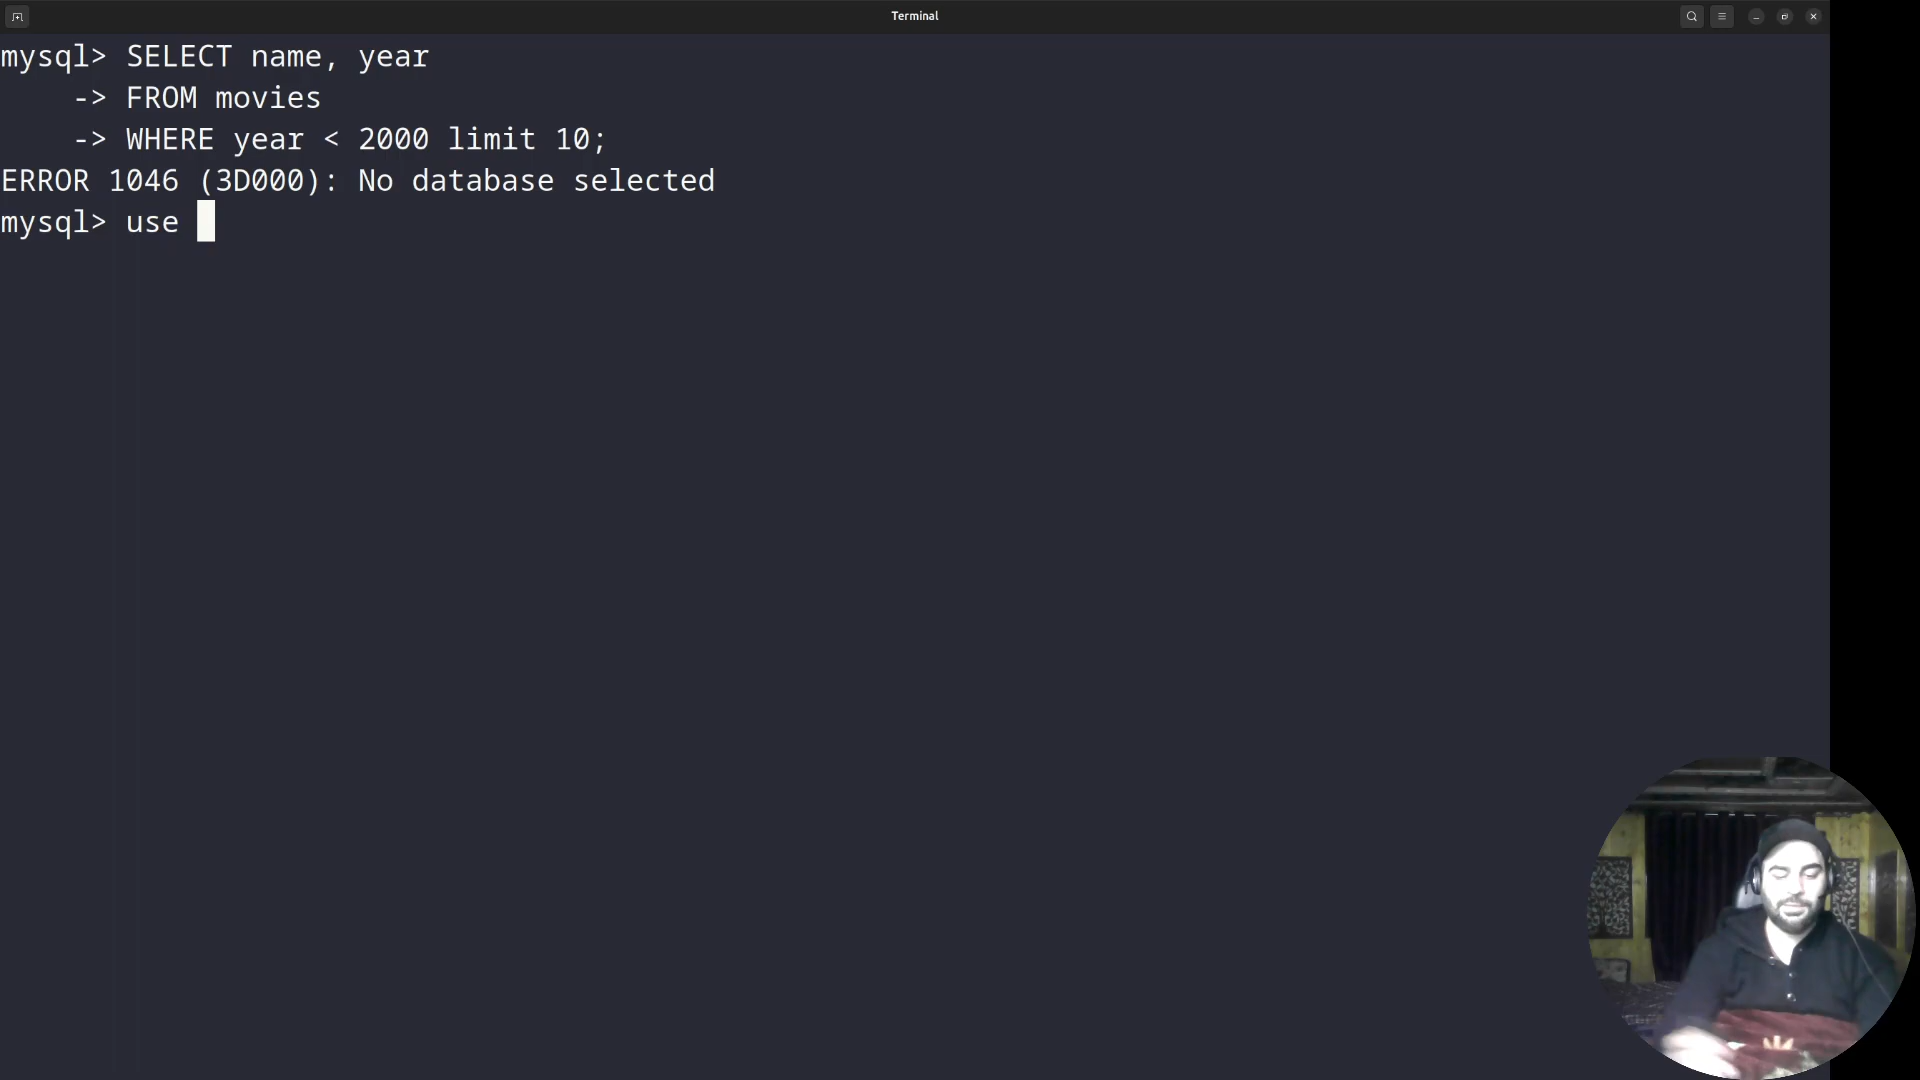 Terminal
mysql> SELECT name, year
    -> FROM movies
    -> WHERE year < 2000 limit 10;
ERROR 1046 (3D000): No database selected
mysql> use